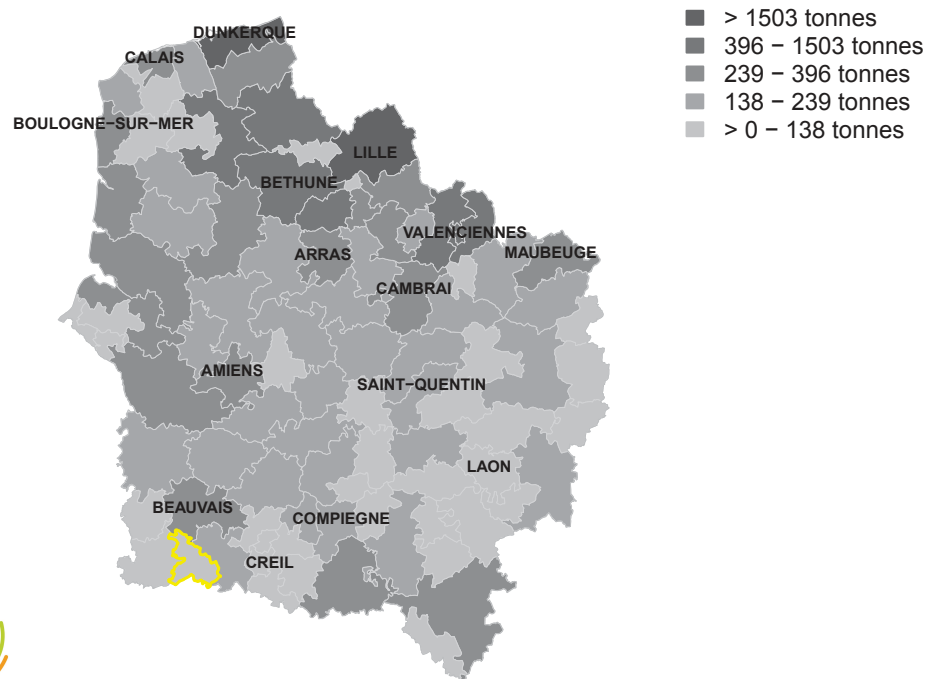 > 1503 tonnes
396 − 1503 tonnes
239 − 396 tonnes
138 − 239 tonnes
> 0 − 138 tonnes
DUNKERQUE
CALAIS
BOULOGNE−SUR−MER
LILLE
BETHUNE
VALENCIENNES
ARRAS
MAUBEUGE
CAMBRAI
AMIENS
SAINT−QUENTIN
LAON
BEAUVAIS
COMPIEGNE
CREIL